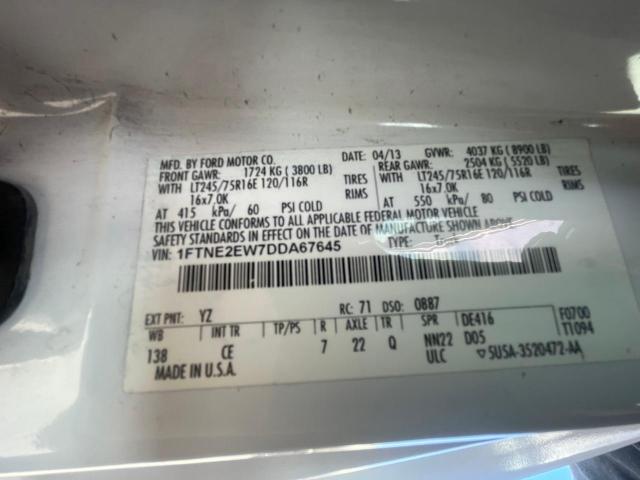 MFD. BY FORD MOTOR CO. DATE: 04/13 GVWR: 4037 KG ( 8900 LB)
FRONT GAWR: 1724 KG ( 3800 LB) REAR GAWR: 2504 KG ( 5520 LB)
WITH LT245/75R16E 120/116R TIRES WITH LT245/75R16E 120/116R
16x7.0K RIMS 16x7.0K
AT 415 kPa/ 60 PSI COLD AT 550 kPa/ 80 PSI COLD
THIS VEHICLE CONFORMS TO ALL APPLICABLE FEDERAL MOTOR VEHICLE
SAFETY STANDARDS IN EFFECT ON THE DATE OF MANUFACTURE SHOWN ABOVE.
VIN: 1FTNE2EW7DDA67645 TYPE:
EXT PNT: YZ RC: 71 DSO: 0887
WB INT TR TP/PS R AXLE TR SPR DE416 F0700
138 CE 7 22 Q NN22 D05 T1094
MADE IN U.S.A. ULC ▽5U5A-3520472-AA